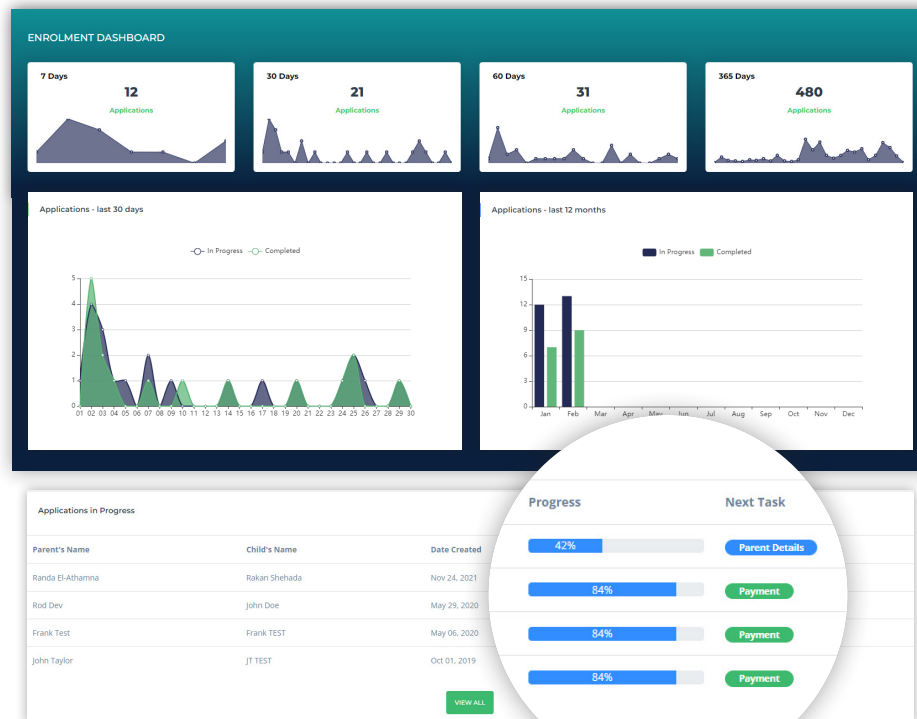 ENROLMENT DASHBOARD
7 Days
12
Applications
30 Days
21
Applications
60 Days
31
Applications
365 Days
480
Applications
Applications - last 30 days
In Progress Completed
5
4
3
2
1
0
01 02 03 04 05 06 07 08 09 10 11 12 13 14 15 16 17 18 19 20 21 22 23 24 25 26 27 28 29 30
Applications - last 12 months
In Progress Completed
15
12
9
6
3
0
Jan Feb Mar Apr May Jun Jul Aug Sep Oct Nov Dec
Applications in Progress
Parent's Name Child's Name Date Created Progress Next Task
Randa El-Athamna Rakan Shehada Nov 24, 2021 42% Parent Details
Rod Dev John Doe May 29, 2020 84% Payment
Frank Test Frank TEST May 06, 2020 84% Payment
John Taylor JT TEST Oct 01, 2019 84% Payment
VIEW ALL